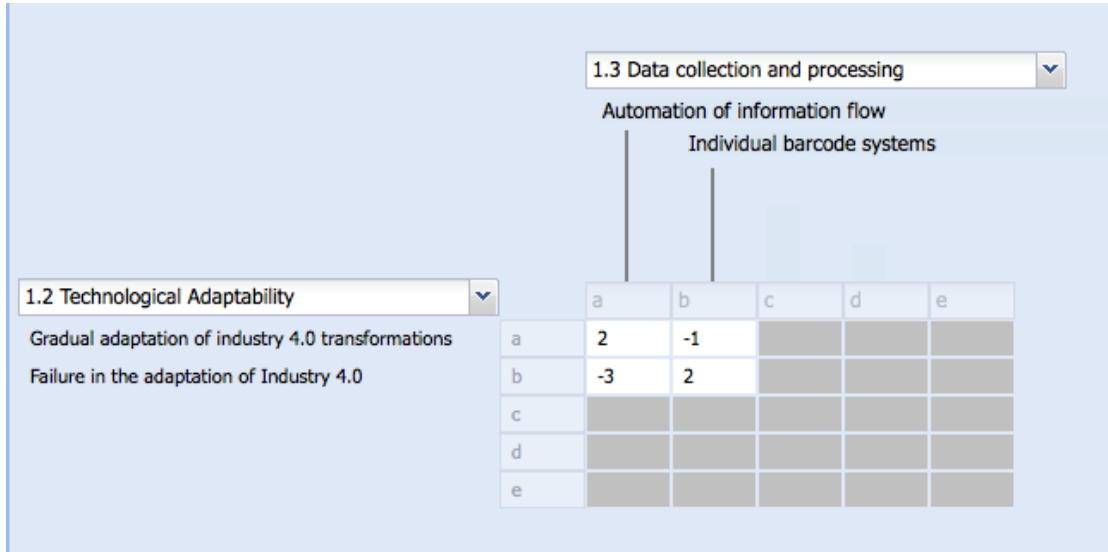 1.3 Data collection and processing
Automation of information flow
Individual barcode systems
1.2 Technological Adaptability
a b c d e
Gradual adaptation of industry 4.0 transformations a 2 -1
Failure in the adaptation of Industry 4.0 b -3 2
c
d
e